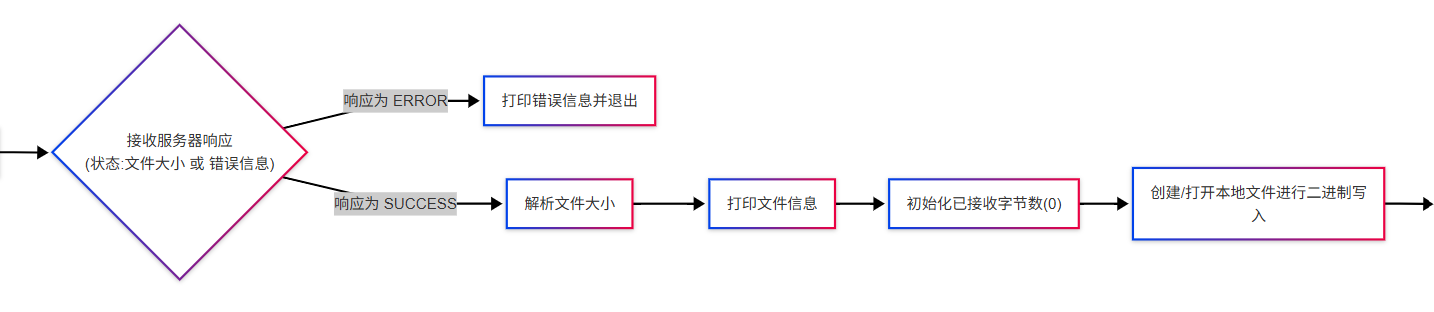 接收服务器响应
(状态:文件大小 或 错误信息)
响应为 ERROR
打印错误信息并退出
响应为 SUCCESS
解析文件大小
打印文件信息
初始化已接收字节数(0)
创建/打开本地文件进行二进制写
入